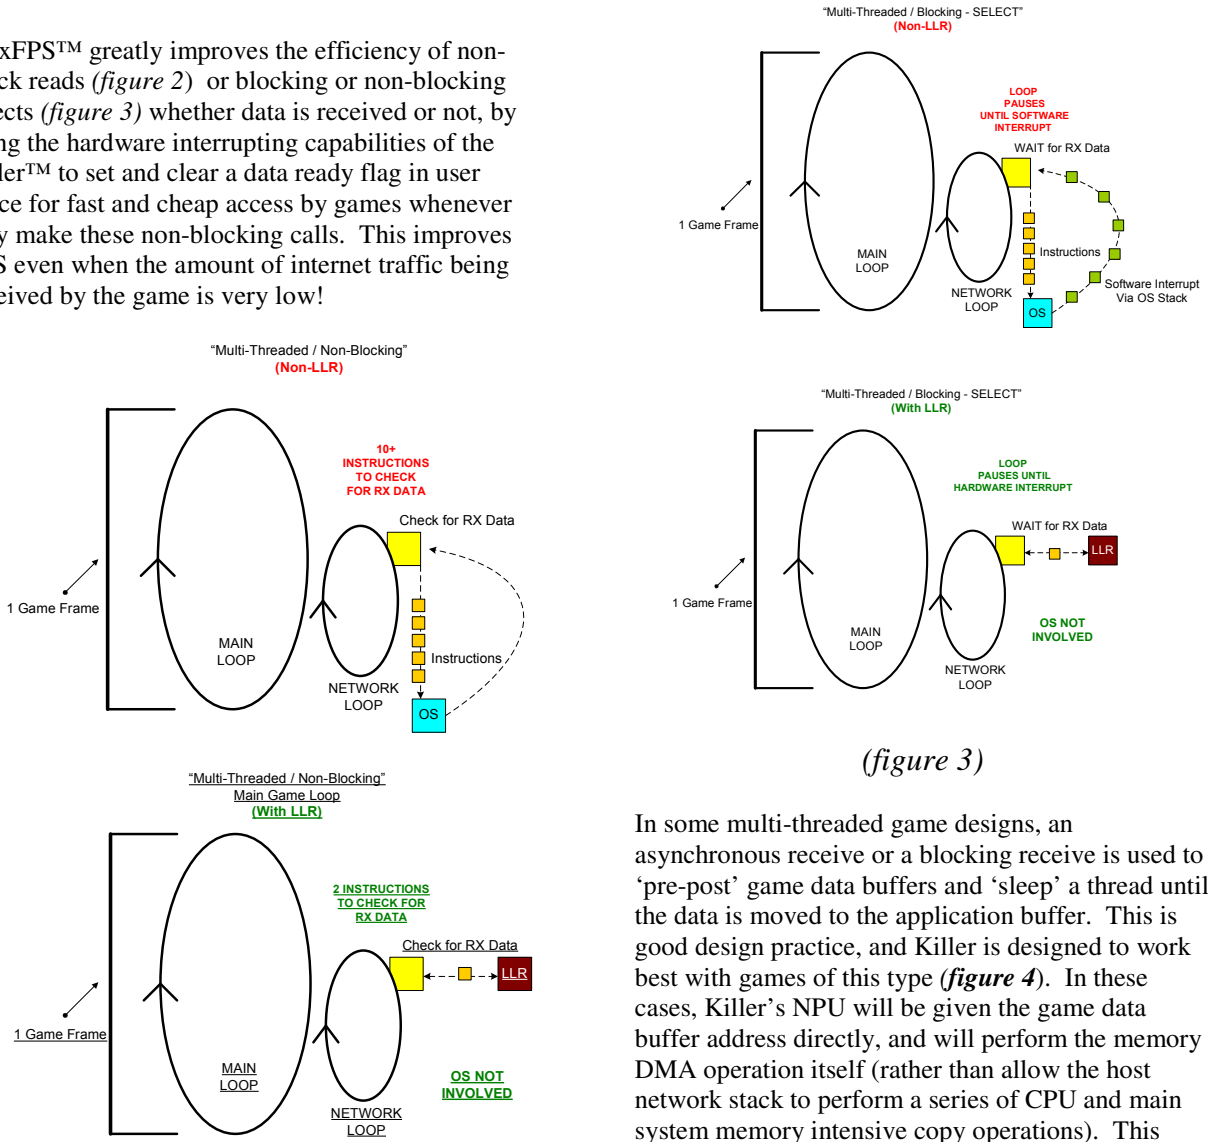 xFPS™ greatly improves the efficiency of non-
ck reads (figure 2) or blocking or non-blocking
ects (figure 3) whether data is received or not, by
ng the hardware interrupting capabilities of the
ler™ to set and clear a data ready flag in user
ce for fast and cheap access by games whenever
y make these non-blocking calls. This improves
S even when the amount of internet traffic being
eived by the game is very low!
“Multi-Threaded / Non-Blocking”
(Non-LLR)
10+
INSTRUCTIONS
TO CHECK
FOR RX DATA
Check for RX Data
1 Game Frame
MAIN
LOOP
Instructions
NETWORK
LOOP
OS
“Multi-Threaded / Non-Blocking”
Main Game Loop
(With LLR)
2 INSTRUCTIONS
TO CHECK FOR
RX DATA
Check for RX Data
LLR
1 Game Frame
MAIN
LOOP
OS NOT
INVOLVED
NETWORK
LOOP
“Multi-Threaded / Blocking - SELECT”
(Non-LLR)
LOOP
PAUSES
UNTIL SOFTWARE
INTERRUPT
WAIT for RX Data
1 Game Frame
MAIN
LOOP
Instructions
NETWORK
LOOP
OS
Software Interrupt
Via OS Stack
“Multi-Threaded / Blocking - SELECT”
(With LLR)
LOOP
PAUSES UNTIL
HARDWARE INTERRUPT
WAIT for RX Data
LLR
1 Game Frame
MAIN
LOOP
OS NOT
INVOLVED
NETWORK
LOOP
(figure 3)
In some multi-threaded game designs, an
asynchronous receive or a blocking receive is used to
‘pre-post’ game data buffers and ‘sleep’ a thread until
the data is moved to the application buffer. This is
good design practice, and Killer is designed to work
best with games of this type (figure 4). In these
cases, Killer’s NPU will be given the game data
buffer address directly, and will perform the memory
DMA operation itself (rather than allow the host
network stack to perform a series of CPU and main
system memory intensive copy operations). This